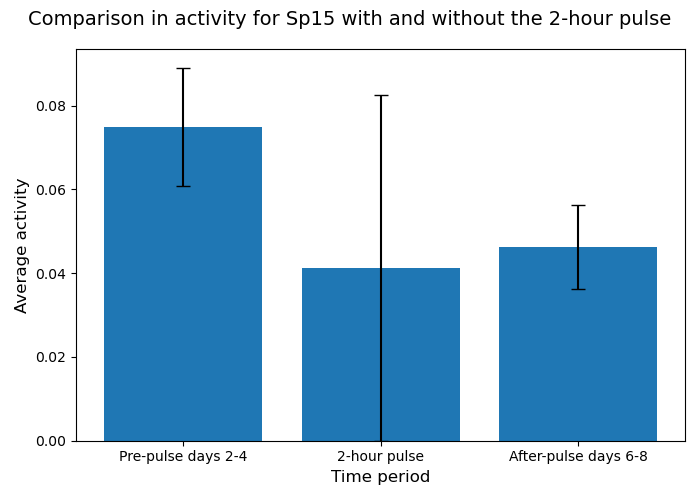 Comparison in activity for Sp15 with and without the 2-hour pulse
Average activity
0.08
0.06
0.04
0.02
0.00
Pre-pulse days 2-4
2-hour pulse
After-pulse days 6-8
Time period